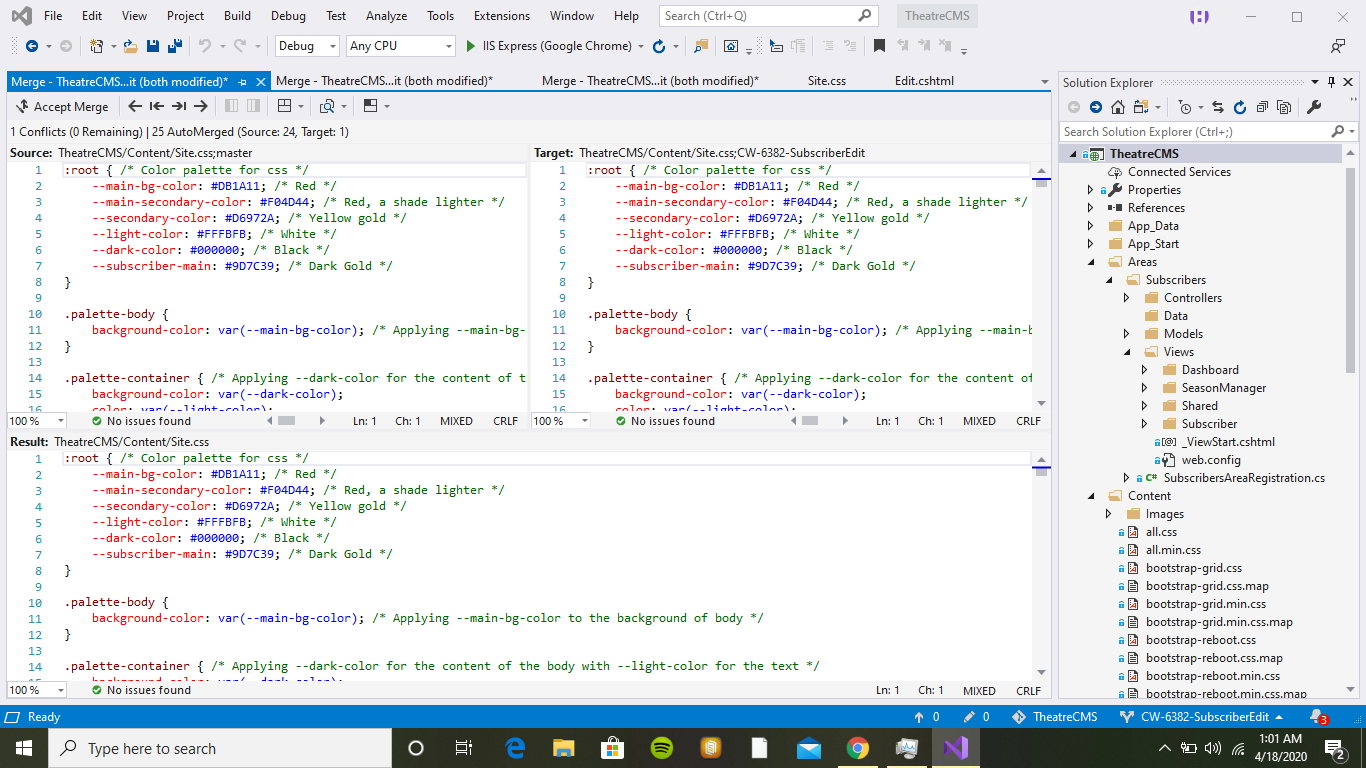 File Edit View Project Build Debug Test Analyze Tools Extensions Window Help Search (Ctrl+Q) TheatreCMS
Debug Any CPU IIS Express (Google Chrome)
Merge - TheatreCMS...it (both modified)* Merge - TheatreCMS...it (both modified)* Merge - TheatreCMS...it (both modified)* Site.css Edit.cshtml
Accept Merge
1 Conflicts (0 Remaining) | 25 AutoMerged (Source: 24, Target: 1)
Source: TheatreCMS/Content/Site.css;master
1 :root { /* Color palette for css */
2 --main-bg-color: #DB1A11; /* Red */
3 --main-secondary-color: #F04D44; /* Red, a shade lighter */
4 --secondary-color: #D6972A; /* Yellow gold */
5 --light-color: #FFFBFB; /* White */
6 --dark-color: #000000; /* Black */
7 --subscriber-main: #9D7C39; /* Dark Gold */
8 }
9
10 .palette-body {
11 background-color: var(--main-bg-color); /* Applying --main-bg-
12 }
13
14 .palette-container { /* Applying --dark-color for the content of t
15 background-color: var(--dark-color);
16 color: var(--light-color);
100 % No issues found Ln: 1 Ch: 1 MIXED CRLF
Target: TheatreCMS/Content/Site.css;CW-6382-SubscriberEdit
1 :root { /* Color palette for css */
2 --main-bg-color: #DB1A11; /* Red */
3 --main-secondary-color: #F04D44; /* Red, a shade lighter */
4 --secondary-color: #D6972A; /* Yellow gold */
5 --light-color: #FFFBFB; /* White */
6 --dark-color: #000000; /* Black */
7 --subscriber-main: #9D7C39; /* Dark Gold */
8 }
9
10 .palette-body {
11 background-color: var(--main-bg-color); /* Applying --main-b
12 }
13
14 .palette-container { /* Applying --dark-color for the content of
15 background-color: var(--dark-color);
16 color: var(--light-color);
100 % No issues found Ln: 1 Ch: 1 MIXED CRLF
Result: TheatreCMS/Content/Site.css
1 :root { /* Color palette for css */
2 --main-bg-color: #DB1A11; /* Red */
3 --main-secondary-color: #F04D44; /* Red, a shade lighter */
4 --secondary-color: #D6972A; /* Yellow gold */
5 --light-color: #FFFBFB; /* White */
6 --dark-color: #000000; /* Black */
7 --subscriber-main: #9D7C39; /* Dark Gold */
8 }
9
10 .palette-body {
11 background-color: var(--main-bg-color); /* Applying --main-bg-color to the background of body */
12 }
13
14 .palette-container { /* Applying --dark-color for the content of the body with --light-color for the text */
background-color: var(--dark-color);
100 % No issues found Ln: 1 Ch: 1 MIXED CRLF
Solution Explorer
Search Solution Explorer (Ctrl+;)
TheatreCMS
Connected Services
Properties
References
App_Data
App_Start
Areas
Subscribers
Controllers
Data
Models
Views
Dashboard
SeasonManager
Shared
Subscriber
_ViewStart.cshtml
web.config
C# SubscribersAreaRegistration.cs
Content
Images
all.css
all.min.css
bootstrap-grid.css
bootstrap-grid.css.map
bootstrap-grid.min.css
bootstrap-grid.min.css.map
bootstrap-reboot.css
bootstrap-reboot.css.map
bootstrap-reboot.min.css
bootstrap-reboot.min.css.map
Ready 0 0 TheatreCMS CW-6382-SubscriberEdit 3
Type here to search 1:01 AM
4/18/2020 2